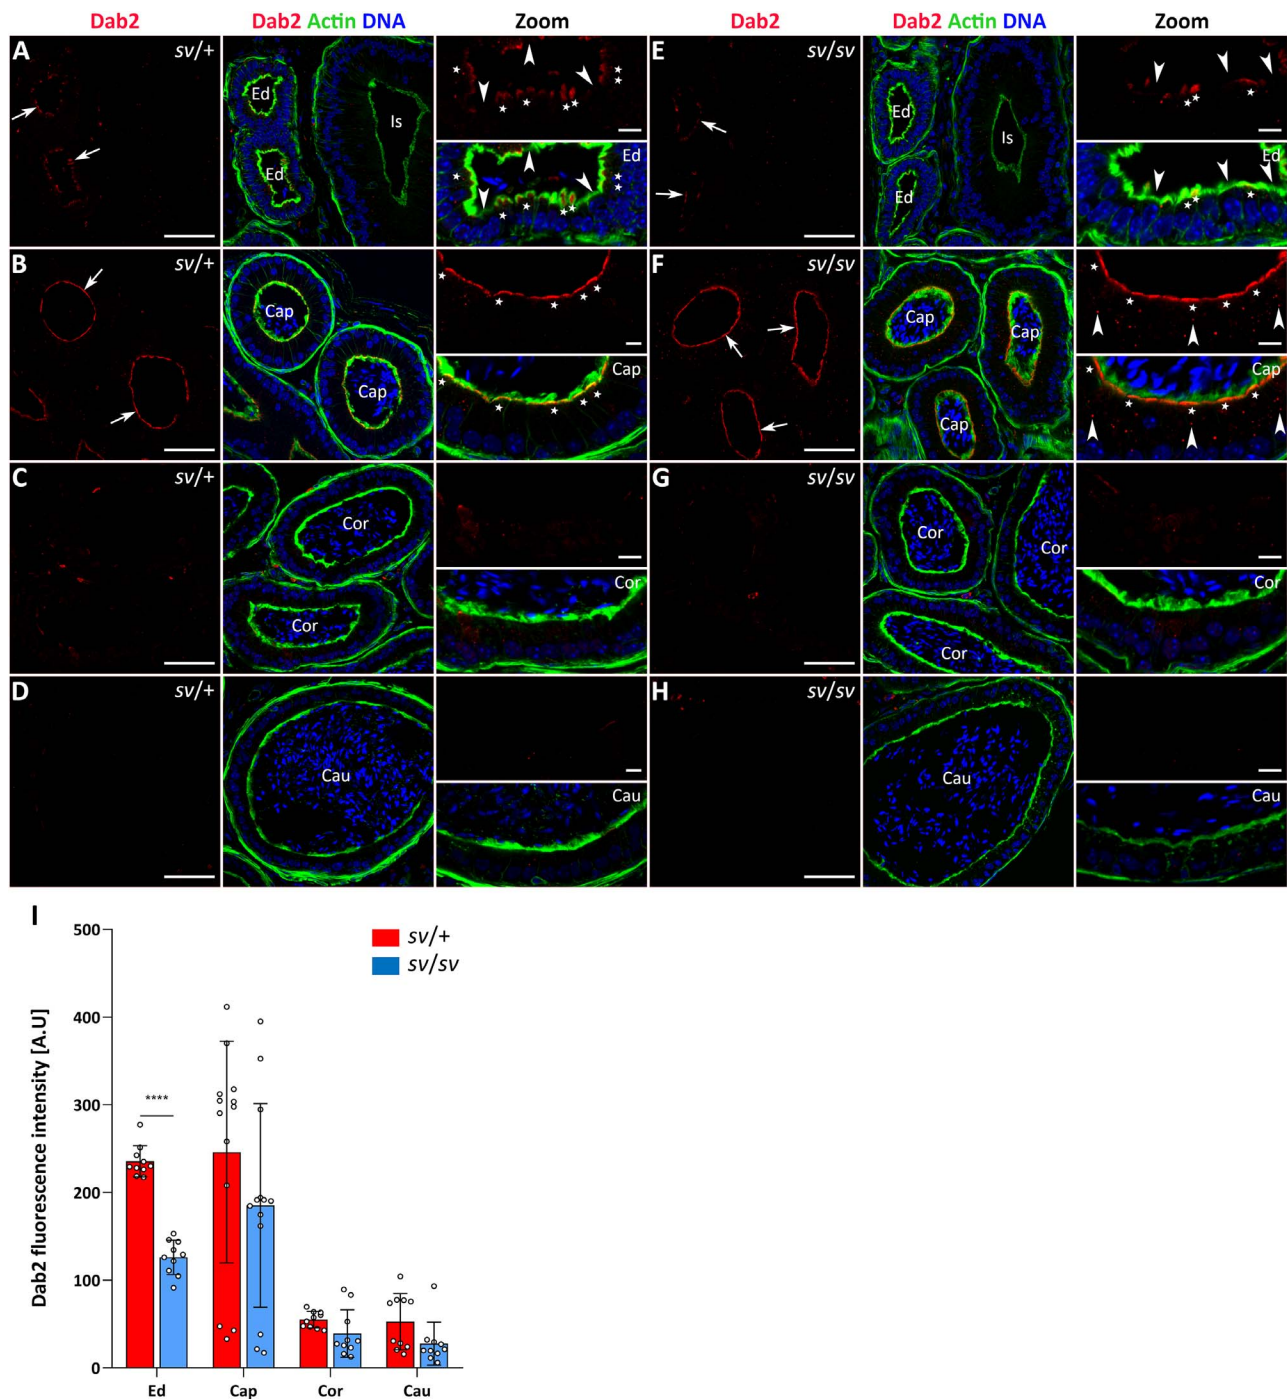 Dab2 Dab2 Actin DNA Zoom Dab2 Dab2 Actin DNA Zoom
A sv/+ Ed Ed Is Ed E sv/sv Ed Ed Is Ed
B sv/+ Cap Cap Cap F sv/sv Cap Cap Cap Cap
C sv/+ Cor Cor Cor G sv/sv Cor Cor Cor Cor
D sv/+ Cau Cau H sv/sv Cau Cau
I
500
400
300
200
100
0
Dab2 fluorescence intensity [A.U]
sv/+
sv/sv
****
Ed Cap Cor Cau